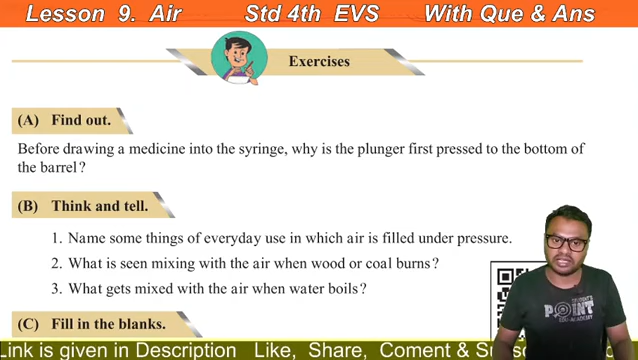 Lesson 9. Air Std 4th EVS With Que & Ans
Exercises
(A) Find out.
Before drawing a medicine into the syringe, why is the plunger first pressed to the bottom of
the barrel?
(B) Think and tell.
1. Name some things of everyday use in which air is filled under pressure.
2. What is seen mixing with the air when wood or coal burns?
3. What gets mixed with the air when water boils?
POINT
(C) Fill in the blanks.
Link is given in Description Like, Share, Coment & S